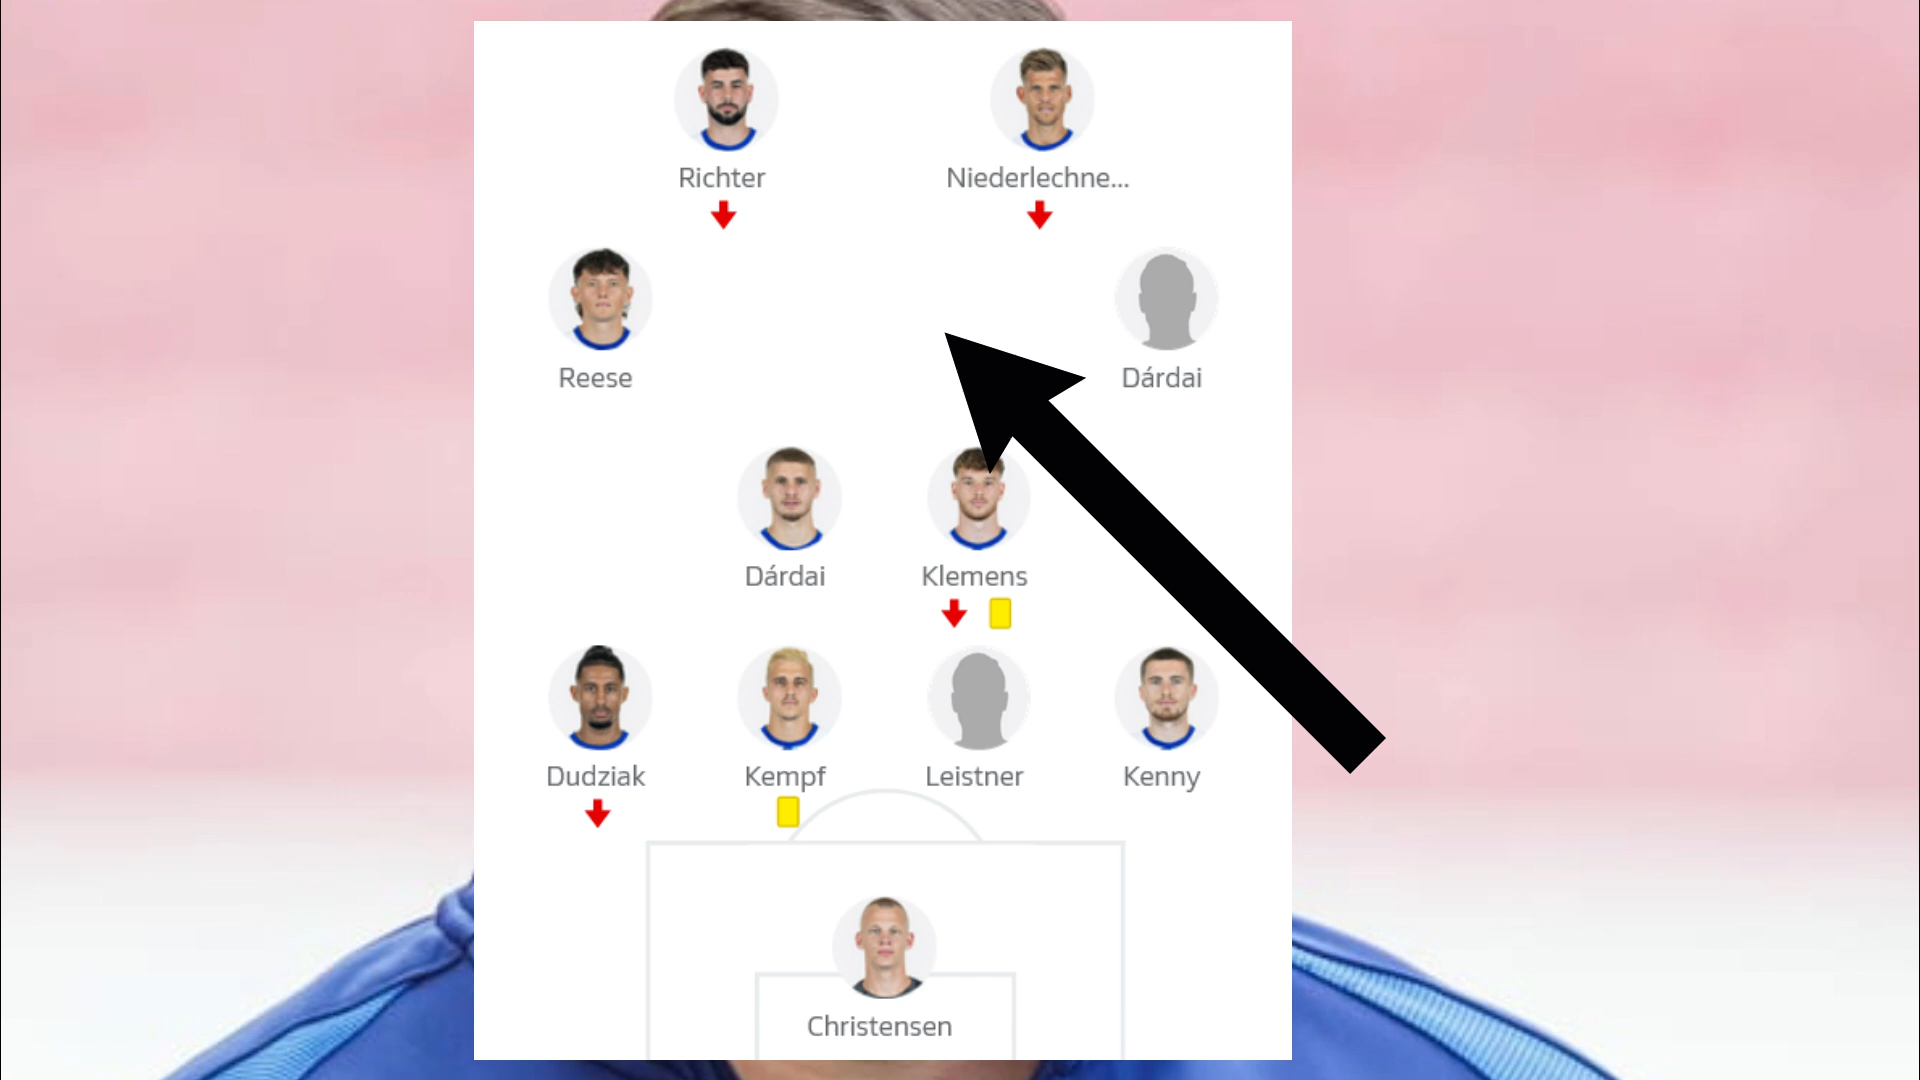 Richter
Niederlechne...
Reese
Dárdai
Dárdai
Klemens
Dudziak
Kempf
Leistner
Kenny
Christensen